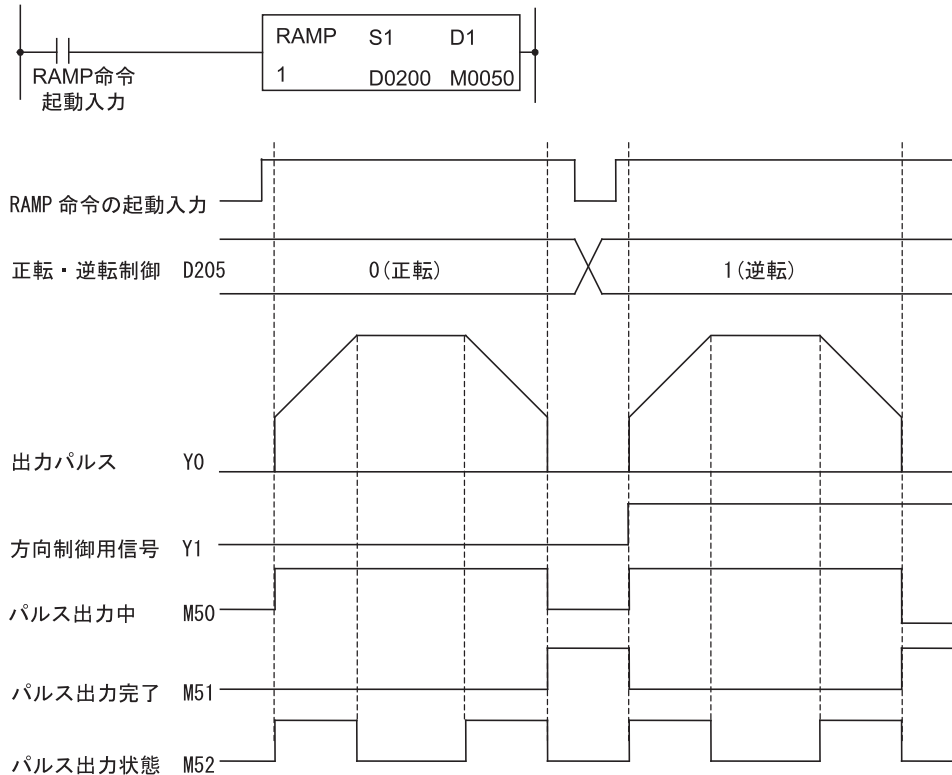 RAMP S1 D1
1 D0200 M0050
RAMP命令
起動入力
RAMP 命令の起動入力
正転・逆転制御 D205 0(正転) 1(逆転)
出力パルス Y0
方向制御用信号 Y1
パルス出力中 M50
パルス出力完了 M51
パルス出力状態 M52